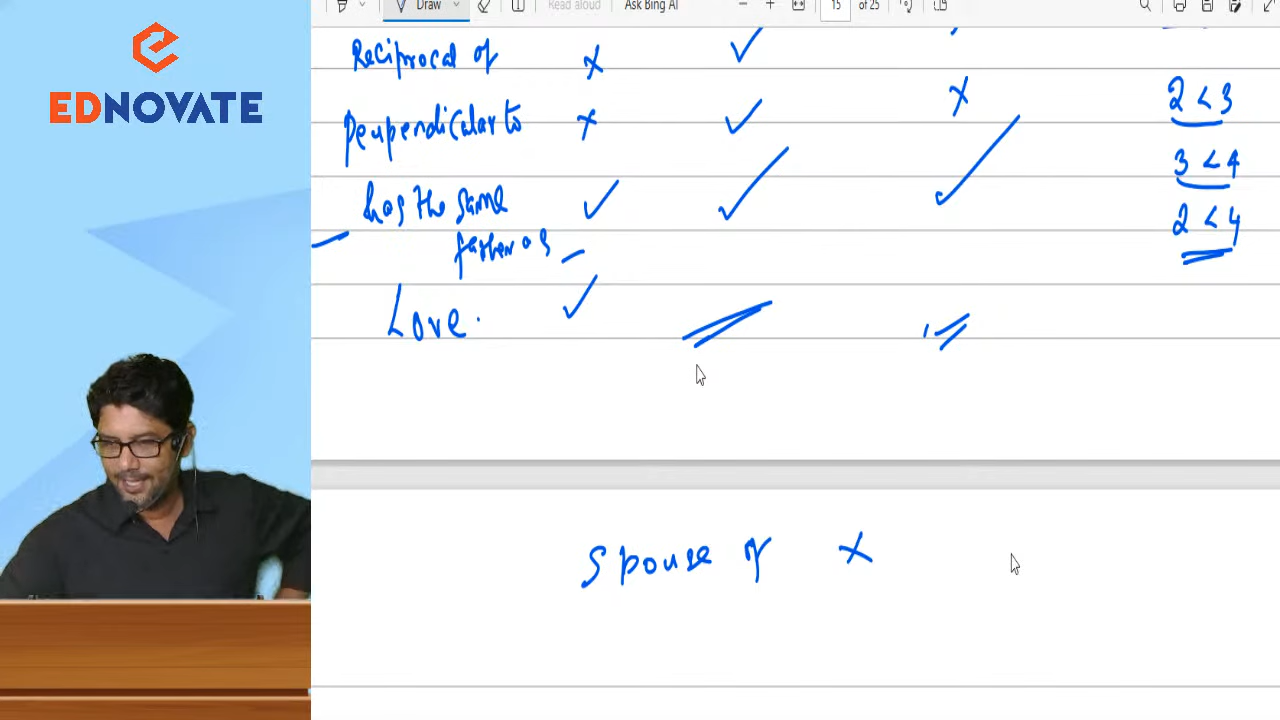 EDNOVATE
Draw
Read aloud
Ask Bing AI
15 of 25
Reciprocal of x ✓
2 < 3
perpendicular to x ✓ x
3 < 4
has the same ✓ ✓ ✓
father as
2 < 4
Love. ✓
Spouse of x